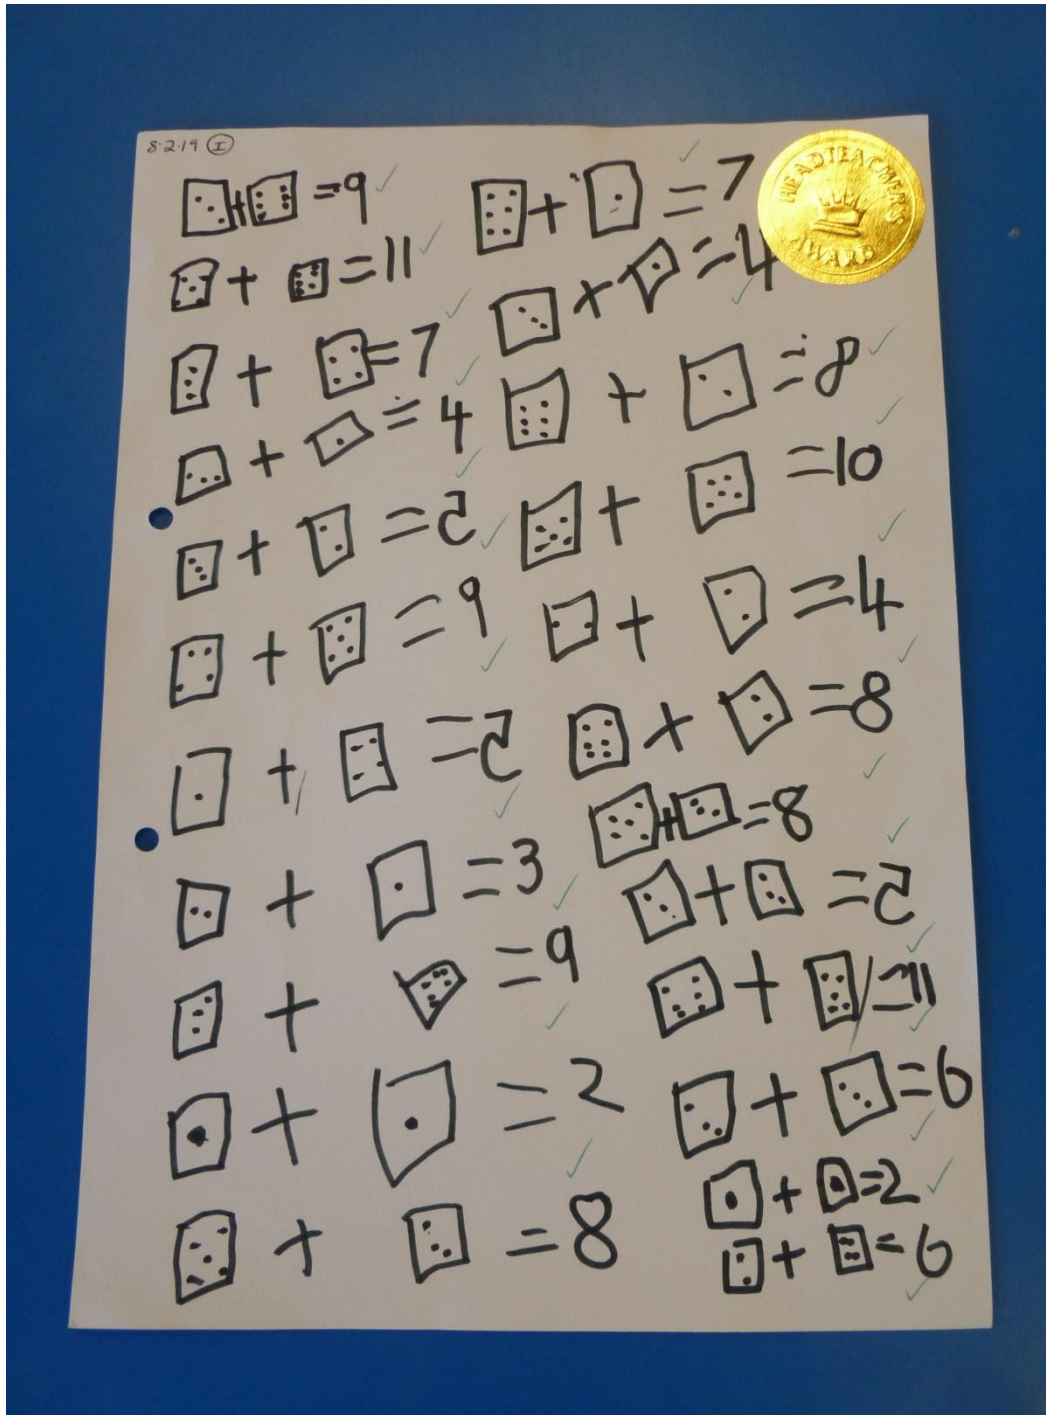 8.2.19 I
+ = 9
+ = 11
+ = 7
+ = 4
+ = 5
+ = 9
+ = 5
+ = 3
+ = 9
+ = 2
+ = 8
+ = 7
+ = 4
+ = 8
+ = 10
+ = 4
+ = 8
+ = 8
+ = 5
+ = 11
+ = 6
+ = 2
+ = 6
HEADTEACHER'S
AWARD